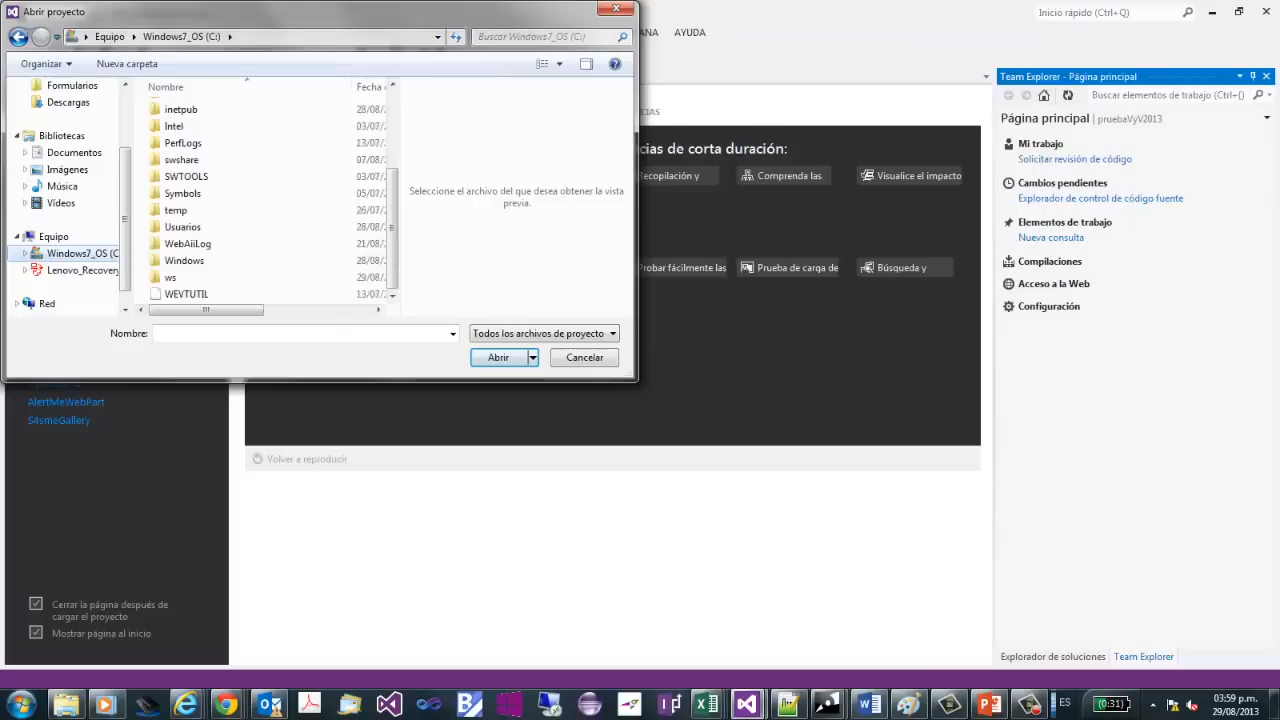 Abrir proyecto
Inicio rápido (Ctrl+Q)
Equipo
Windows7_OS (C:)
Buscar Windows7_OS (C:)
ANA
AYUDA
Organizar
Nueva carpeta
Team Explorer - Página principal
Buscar elementos de trabajo (Ctrl+{)
Página principal | pruebaVyV2013
Formularios
Descargas
Bibliotecas
Documentos
Imágenes
Música
Vídeos
Equipo
Windows7_OS (C
Lenovo_Recovery
Red
Nombre
Fecha
inetpub 28/08/
Intel 03/07/
PerfLogs 13/07/
swshare 07/08/
SWTOOLS 03/07/
Symbols 05/07/
temp 26/07/
Usuarios 28/08/
WebAiiLog 21/08/
Windows 28/08/
ws 29/08/
WEVTUTIL 13/07/
Seleccione el archivo del que desea obtener la vista
previa.
Nombre:
Todos los archivos de proyecto
Abrir
Cancelar
CIAS
cias de corta duración:
Recopilación y
Comprenda las
Visualice el impacto
Probar fácilmente las
Prueba de carga de
Búsqueda y
Mi trabajo
Solicitar revisión de código
Cambios pendientes
Explorador de control de código fuente
Elementos de trabajo
Nueva consulta
Compilaciones
Acceso a la Web
Configuración
AlertMeWebPart
S4smeGallery
Volver a reproducir
Cerrar la página después de
cargar el proyecto
Mostrar página al inicio
Explorador de soluciones
Team Explorer
ES
(0:31)
03:59 p.m.
29/08/2013